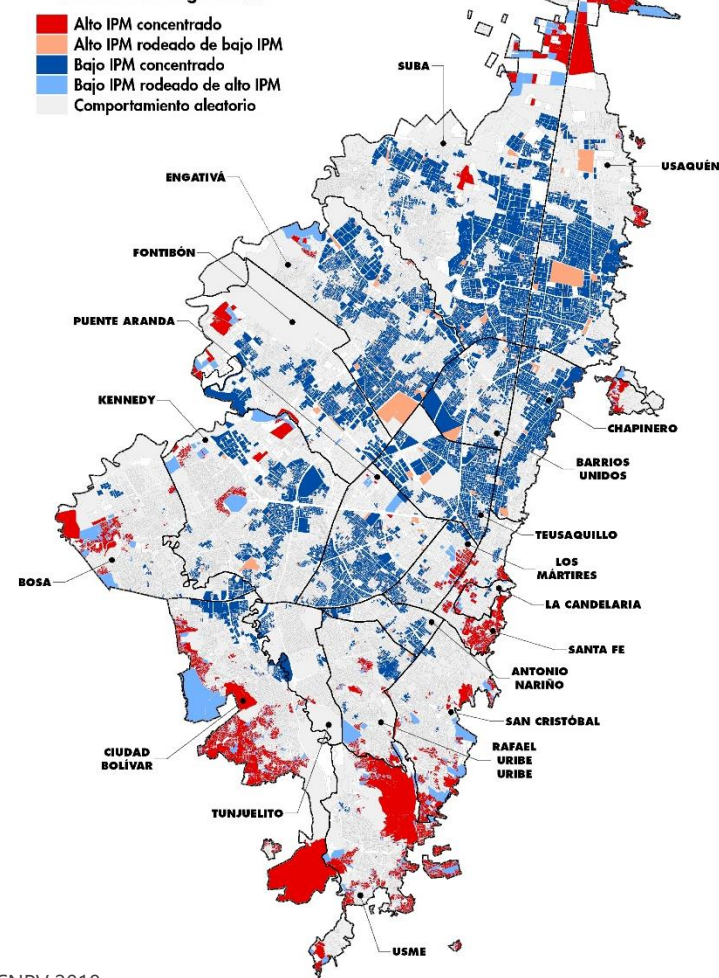 Alto IPM concentrado
Alto IPM rodeado de bajo IPM
Bajo IPM concentrado
Bajo IPM rodeado de alto IPM
Comportamiento aleatorio
SUBA
USAQUÉN
ENGATIVÁ
FONTIBÓN
PUENTE ARANDA
KENNEDY
CHAPINERO
BARRIOS
UNIDOS
TEUSAQUILLO
LOS
MÁRTIRES
BOSA
LA CANDELARIA
SANTA FE
ANTONIO
NARIÑO
SAN CRISTÓBAL
CIUDAD
BOLÍVAR
RAFAEL
URIBE
URIBE
TUNJUELITO
USME